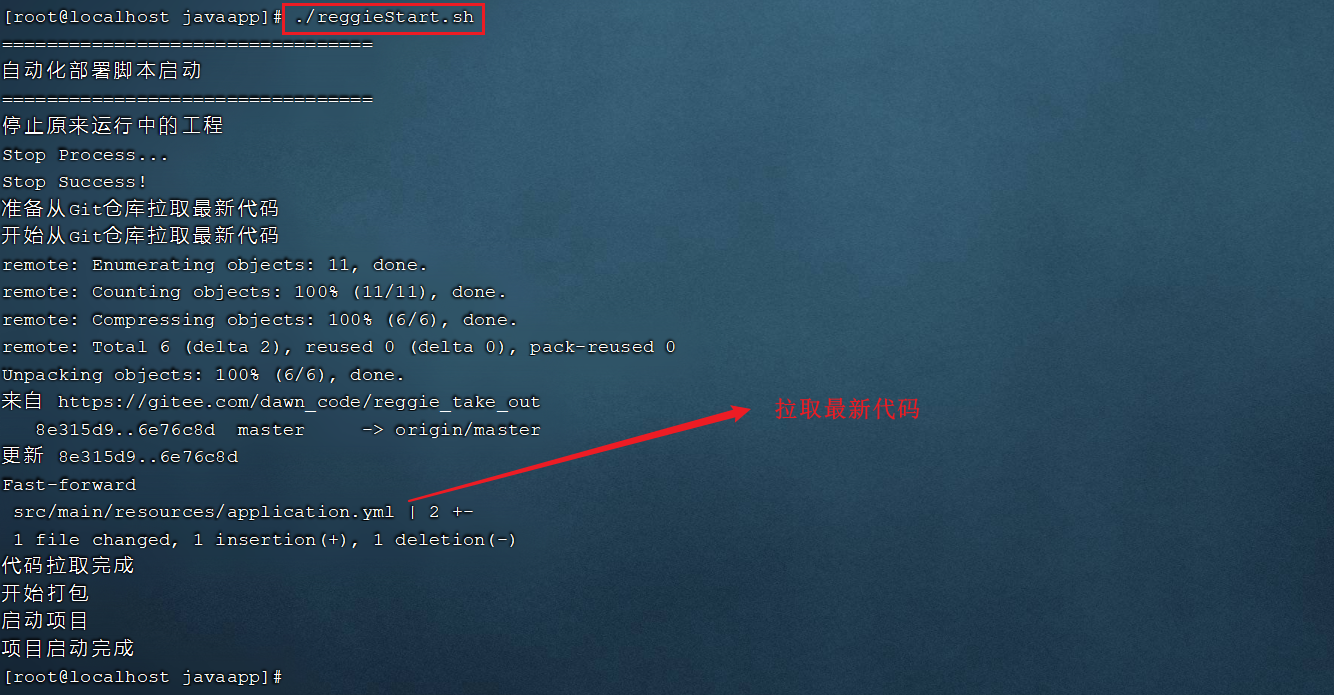 [root@localhost javaapp]# ./reggieStart.sh
=================================
自动化部署脚本启动
=================================
停止原来运行中的工程
Stop Process...
Stop Success!
准备从Git仓库拉取最新代码
开始从Git仓库拉取最新代码
remote: Enumerating objects: 11, done.
remote: Counting objects: 100% (11/11), done.
remote: Compressing objects: 100% (6/6), done.
remote: Total 6 (delta 2), reused 0 (delta 0), pack-reused 0
Unpacking objects: 100% (6/6), done.
来自 https://gitee.com/dawn_code/reggie_take_out
   8e315d9..6e76c8d  master     -> origin/master
拉取最新代码
更新 8e315d9..6e76c8d
Fast-forward
 src/main/resources/application.yml | 2 +-
 1 file changed, 1 insertion(+), 1 deletion(-)
代码拉取完成
开始打包
启动项目
项目启动完成
[root@localhost javaapp]#